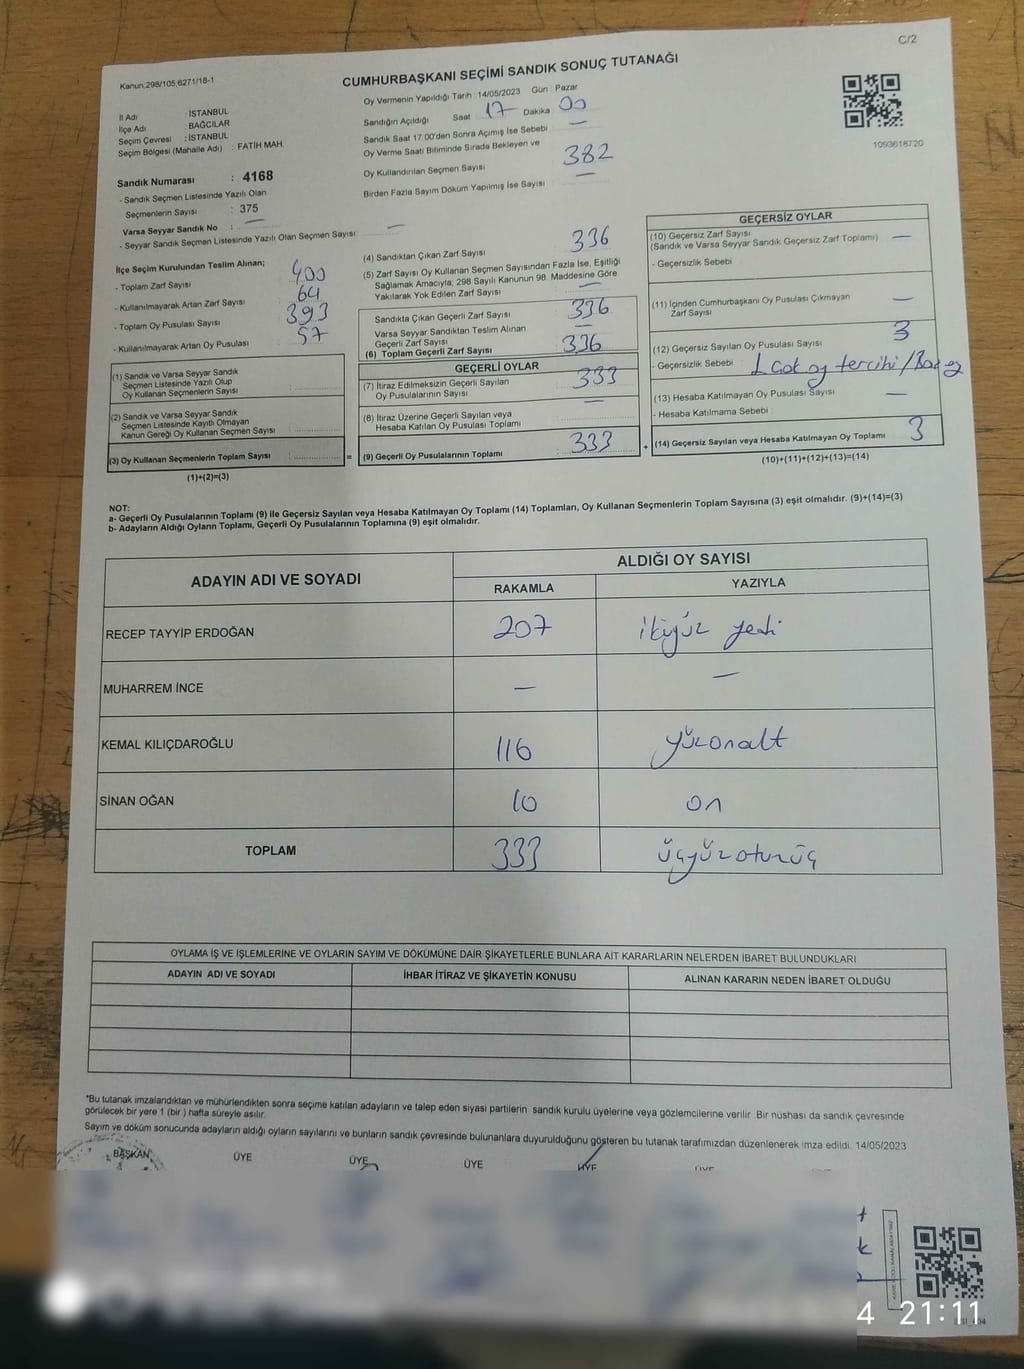 C/2
Kanun:298/105,6271/18-1
CUMHURBAŞKANI SEÇİMİ SANDIK SONUÇ TUTANAĞI
İl Adı : İSTANBUL
İlçe Adı : BAĞCILAR
Seçim Çevresi : İSTANBUL
Seçim Bölgesi (Mahalle Adı) : FATİH MAH.
Oy Vermenin Yapıldığı Tarih :14/05/2023 Gün : Pazar
Sandığın Açıldığı Saat 17 Dakika 00
Sandık Saat 17:00'den Sonra Açılmış İse Sebebi —
Oy Verme Saati Bitiminde Sırada Bekleyen ve
Oy Kullandırılan Seçmen Sayısı 382
Birden Fazla Sayım Döküm Yapılmış İse Sayısı —
1093618720
Sandık Numarası : 4168
- Sandık Seçmen Listesinde Yazılı Olan
Seçmenlerin Sayısı : 375
Varsa Seyyar Sandık No : —
- Seyyar Sandık Seçmen Listesinde Yazılı Olan Seçmen Sayısı: —
İlçe Seçim Kurulundan Teslim Alınan;
- Toplam Zarf Sayısı 400
- Kullanılmayarak Artan Zarf Sayısı 64
- Toplam Oy Pusulası Sayısı 393
- Kullanılmayarak Artan Oy Pusulası 57
(1) Sandık ve Varsa Seyyar Sandık
Seçmen Listesinde Yazılı Olup
Oy Kullanan Seçmenlerin Sayısı :
(2) Sandık ve Varsa Seyyar Sandık
Seçmen Listesinde Kayıtlı Olmayan
Kanun Gereği Oy Kullanan Seçmen Sayısı :
(3) Oy Kullanan Seçmenlerin Toplam Sayısı : =
(1)+(2)=(3)
(4) Sandıktan Çıkan Zarf Sayısı 336
(5) Zarf Sayısı Oy Kullanan Seçmen Sayısından Fazla İse, Eşitliği
Sağlamak Amacıyla; 298 Sayılı Kanunun 98. Maddesine Göre
Yakılarak Yok Edilen Zarf Sayısı —
Sandıkta Çıkan Geçerli Zarf Sayısı 336
Varsa Seyyar Sandıktan Teslim Alınan
Geçerli Zarf Sayısı —
(6) Toplam Geçerli Zarf Sayısı 336
GEÇERLİ OYLAR
(7) İtiraz Edilmeksizin Geçerli Sayılan
Oy Pusulalarının Sayısı 333
(8) İtiraz Üzerine Geçerli Sayılan veya
Hesaba Katılan Oy Pusulası Toplamı —
(9) Geçerli Oy Pusulalarının Toplamı 333 +
GEÇERSİZ OYLAR
(10) Geçersiz Zarf Sayısı
(Sandık ve Varsa Seyyar Sandık Geçersiz Zarf Toplamı) —
- Geçersizlik Sebebi :
(11) İçinden Cumhurbaşkanı Oy Pusulası Çıkmayan
Zarf Sayısı —
(12) Geçersiz Sayılan Oy Pusulası Sayısı 3
- Geçersizlik Sebebi : 1 Çok oy tercihi/
(13) Hesaba Katılmayan Oy Pusulası Sayısı —
- Hesaba Katılmama Sebebi :
(14) Geçersiz Sayılan veya Hesaba Katılmayan Oy Toplamı 3
(10)+(11)+(12)+(13)=(14)
NOT:
a- Geçerli Oy Pusulalarının Toplamı (9) ile Geçersiz Sayılan veya Hesaba Katılmayan Oy Toplamı (14) Toplamları, Oy Kullanan Seçmenlerin Toplam Sayısına (3) eşit olmalıdır. (9)+(14)=(3)
b- Adayların Aldığı Oyların Toplamı, Geçerli Oy Pusulalarının Toplamına (9) eşit olmalıdır.
ADAYIN ADI VE SOYADI
ALDIĞI OY SAYISI
RAKAMLA YAZIYLA
RECEP TAYYİP ERDOĞAN 207 ikiyüz yedi
MUHARREM İNCE — —
KEMAL KILIÇDAROĞLU 116 yüzonalt
SİNAN OĞAN 10 on
TOPLAM 333 üçyüzotuzüç
OYLAMA İŞ VE İŞLEMLERİNE VE OYLARIN SAYIM VE DÖKÜMÜNE DAİR ŞİKAYETLERLE BUNLARA AİT KARARLARIN NELERDEN İBARET BULUNDUKLARI
ADAYIN ADI VE SOYADI İHBAR İTİRAZ VE ŞİKAYETİN KONUSU ALINAN KARARIN NEDEN İBARET OLDUĞU
*Bu tutanak imzalandıktan ve mühürlendikten sonra seçime katılan adayların ve talep eden siyasi partilerin sandık kurulu üyelerine veya gözlemcilerine verilir. Bir nüshası da sandık çevresinde
görülecek bir yere 1 (bir ) hafta süreyle asılır.
Sayım ve döküm sonucunda adayların aldığı oyların sayılarını ve bunların sandık çevresinde bulunanlara duyurulduğunu gösteren bu tutanak tarafımızdan düzenlenerek imza edildi. 14/05/2023
BAŞKAN ÜYE ÜYE ÜYE ÜYE ÜYE
4 21:11